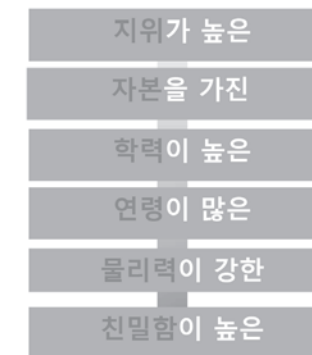 지위가 높은
자본을 가진
학력이 높은
연령이 많은
물리력이 강한
친밀함이 높은